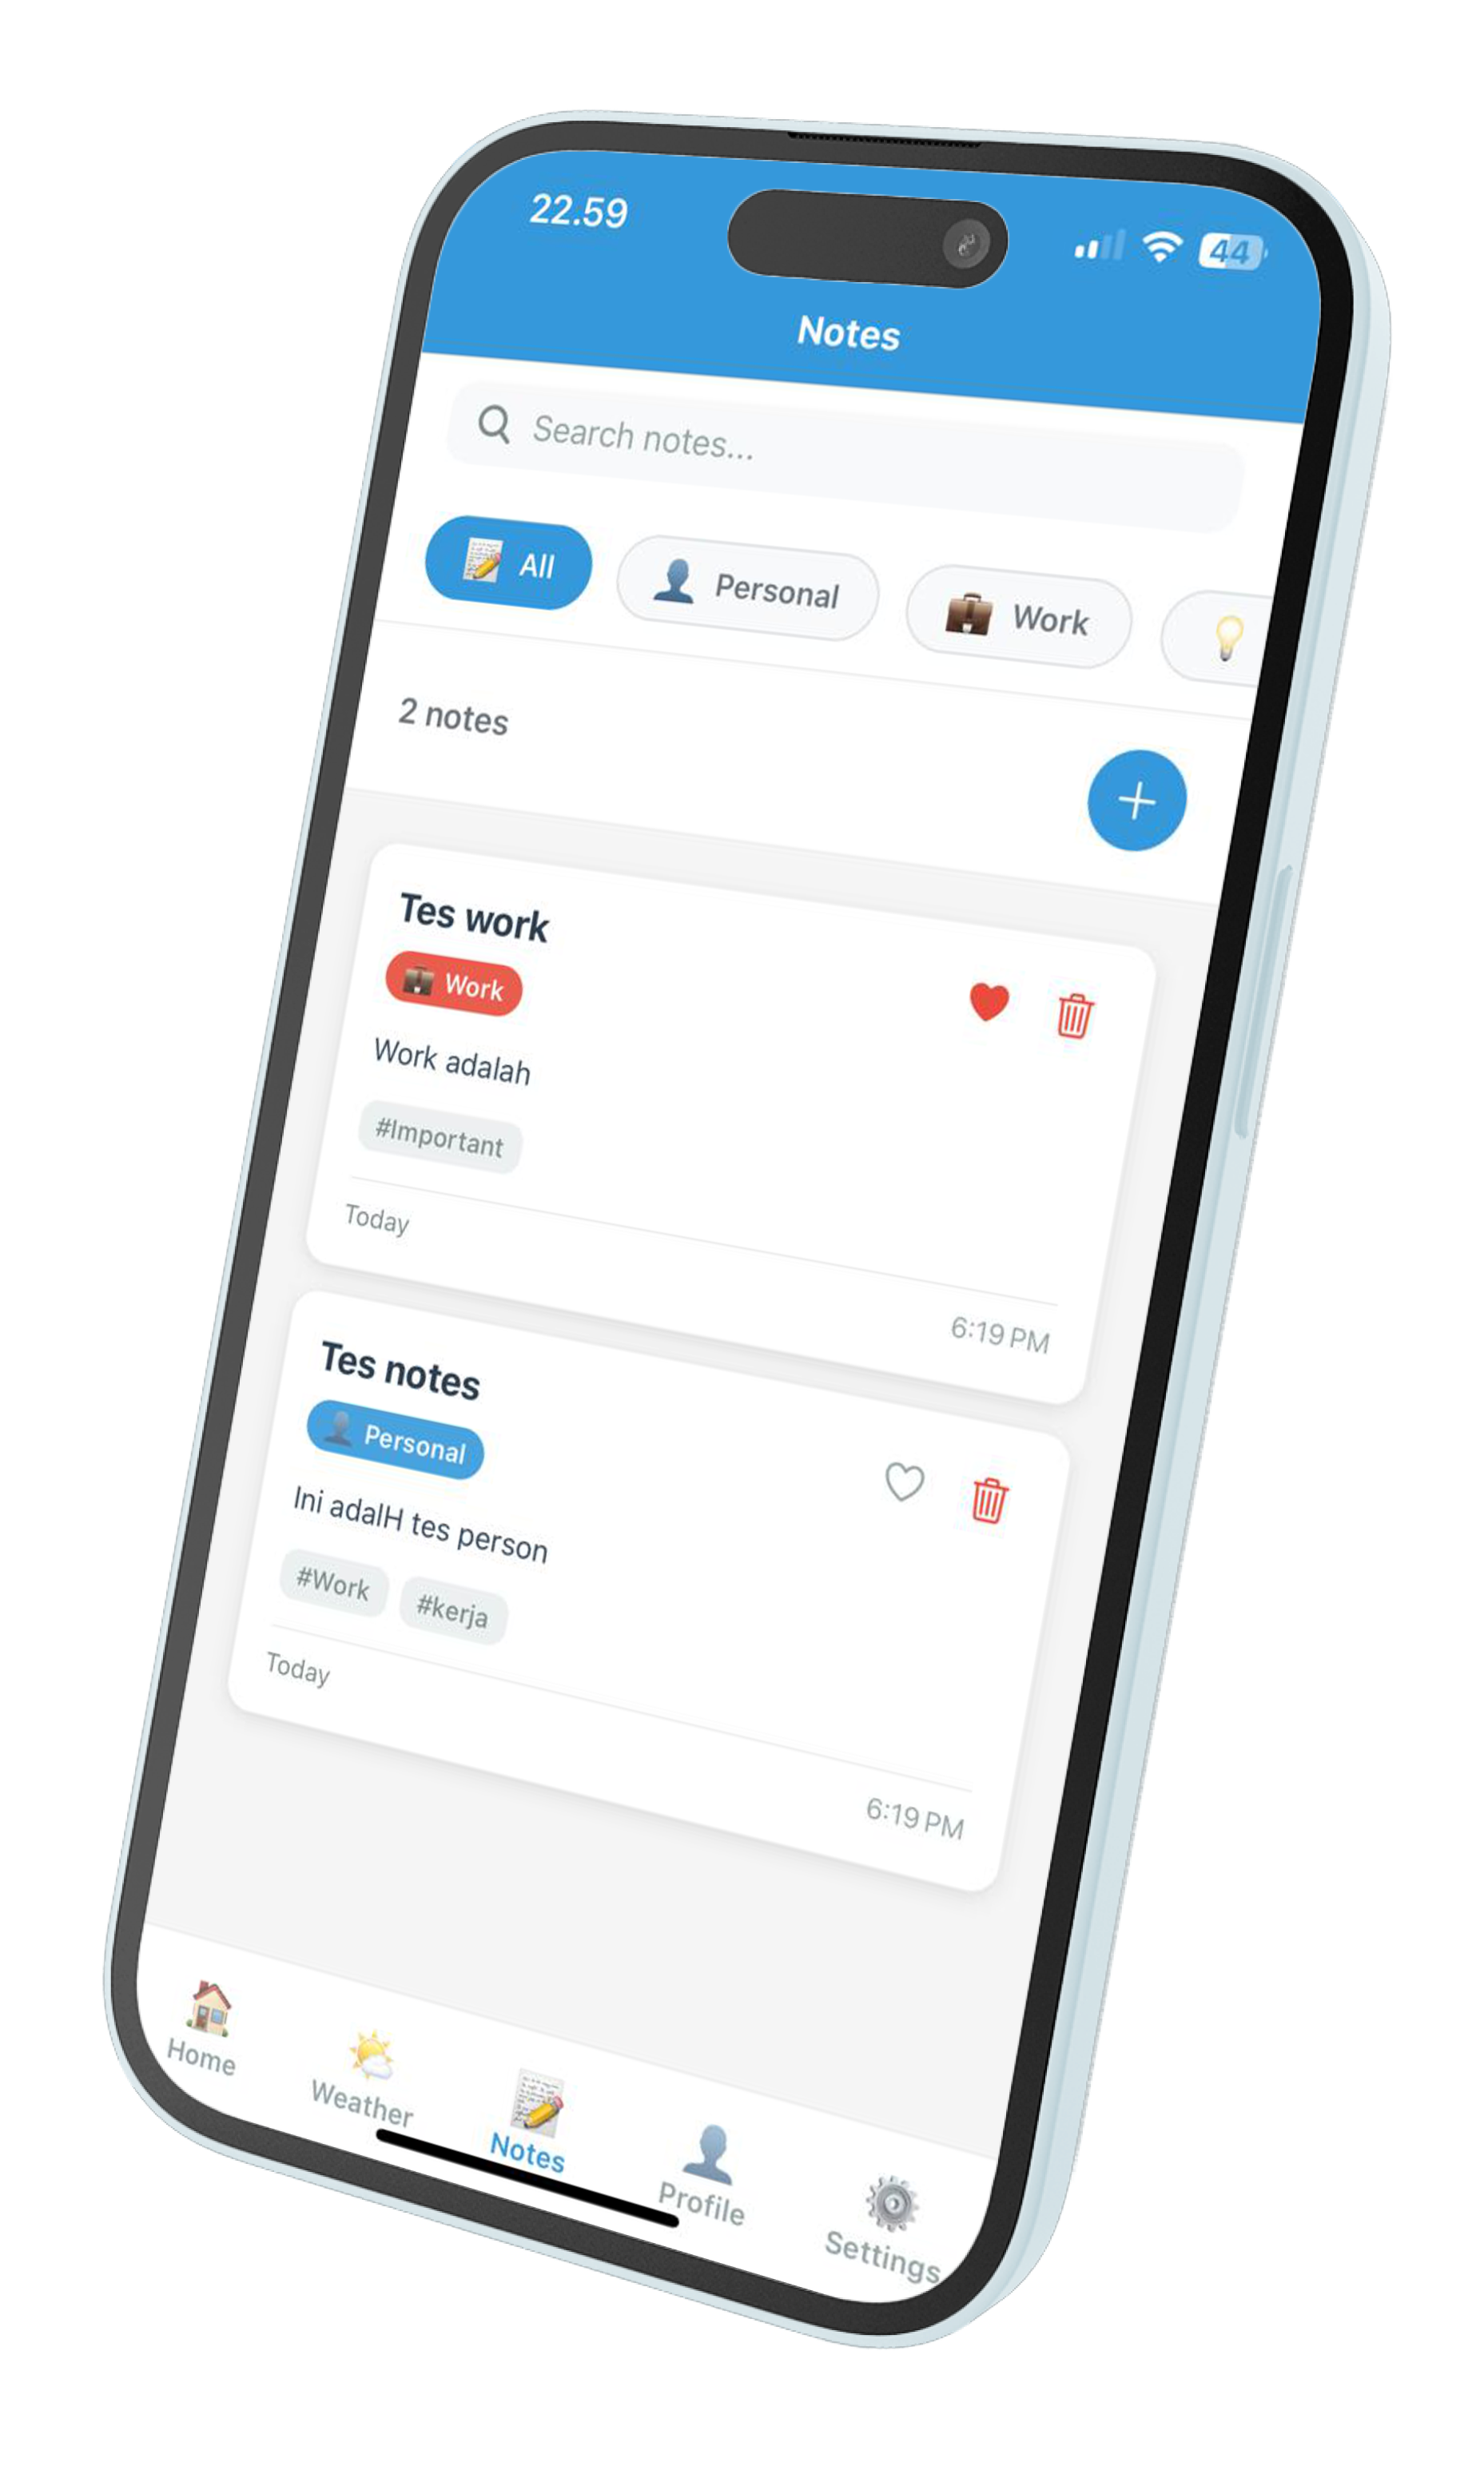 22.59
44
Notes
Search notes...
All
Personal
Work
2 notes
Tes work
Work
Work adalah
#Important
Today
6:19 PM
Tes notes
Personal
Ini adalH tes person
#Work #kerja
Today
6:19 PM
Home
Weather
Notes
Profile
Settings